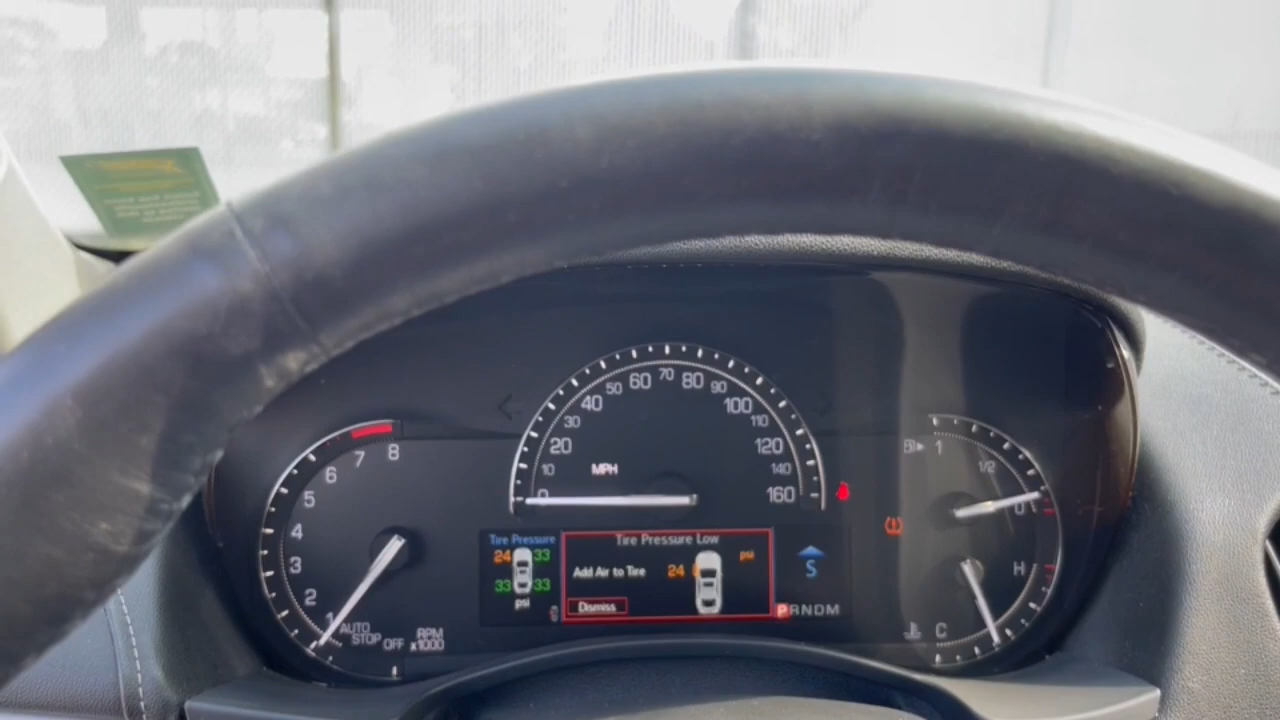 8
7
6
5
4
3
2
1
AUTO
STOP
OFF
RPM
x1000
0
10
20
30
40
50
60
70
80
90
100
110
120
140
160
MPH
Tire Pressure
24 33
33 33
psi
Tire Pressure Low
psi
Add Air to Tire 24
Dismiss
S
PRNDM
1
1/2
0
H
C